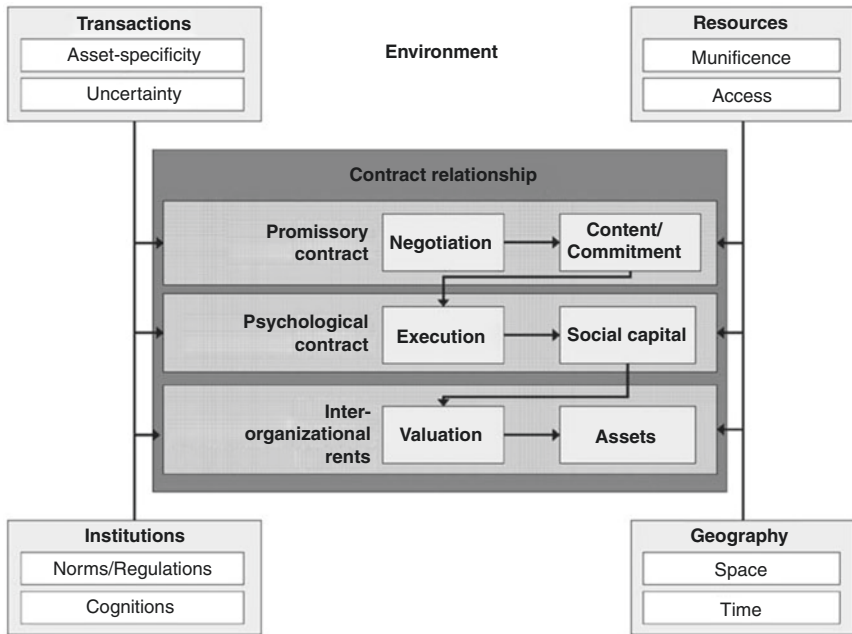 Transactions
Asset-specificity
Uncertainty
Environment
Resources
Munificence
Access
Contract relationship
Promissory
contract
Negotiation
Content/
Commitment
Psychological
contract
Execution
Social capital
Inter-
organizational
rents
Valuation
Assets
Institutions
Norms/Regulations
Cognitions
Geography
Space
Time